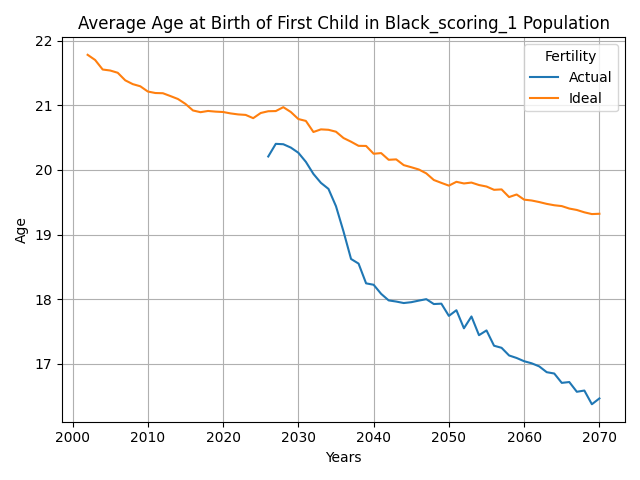 Average Age at Birth of First Child in Black_scoring_1 Population
Fertility
Actual
Ideal
22
21
20
19
18
17
Age
2000 2010 2020 2030 2040 2050 2060 2070
Years